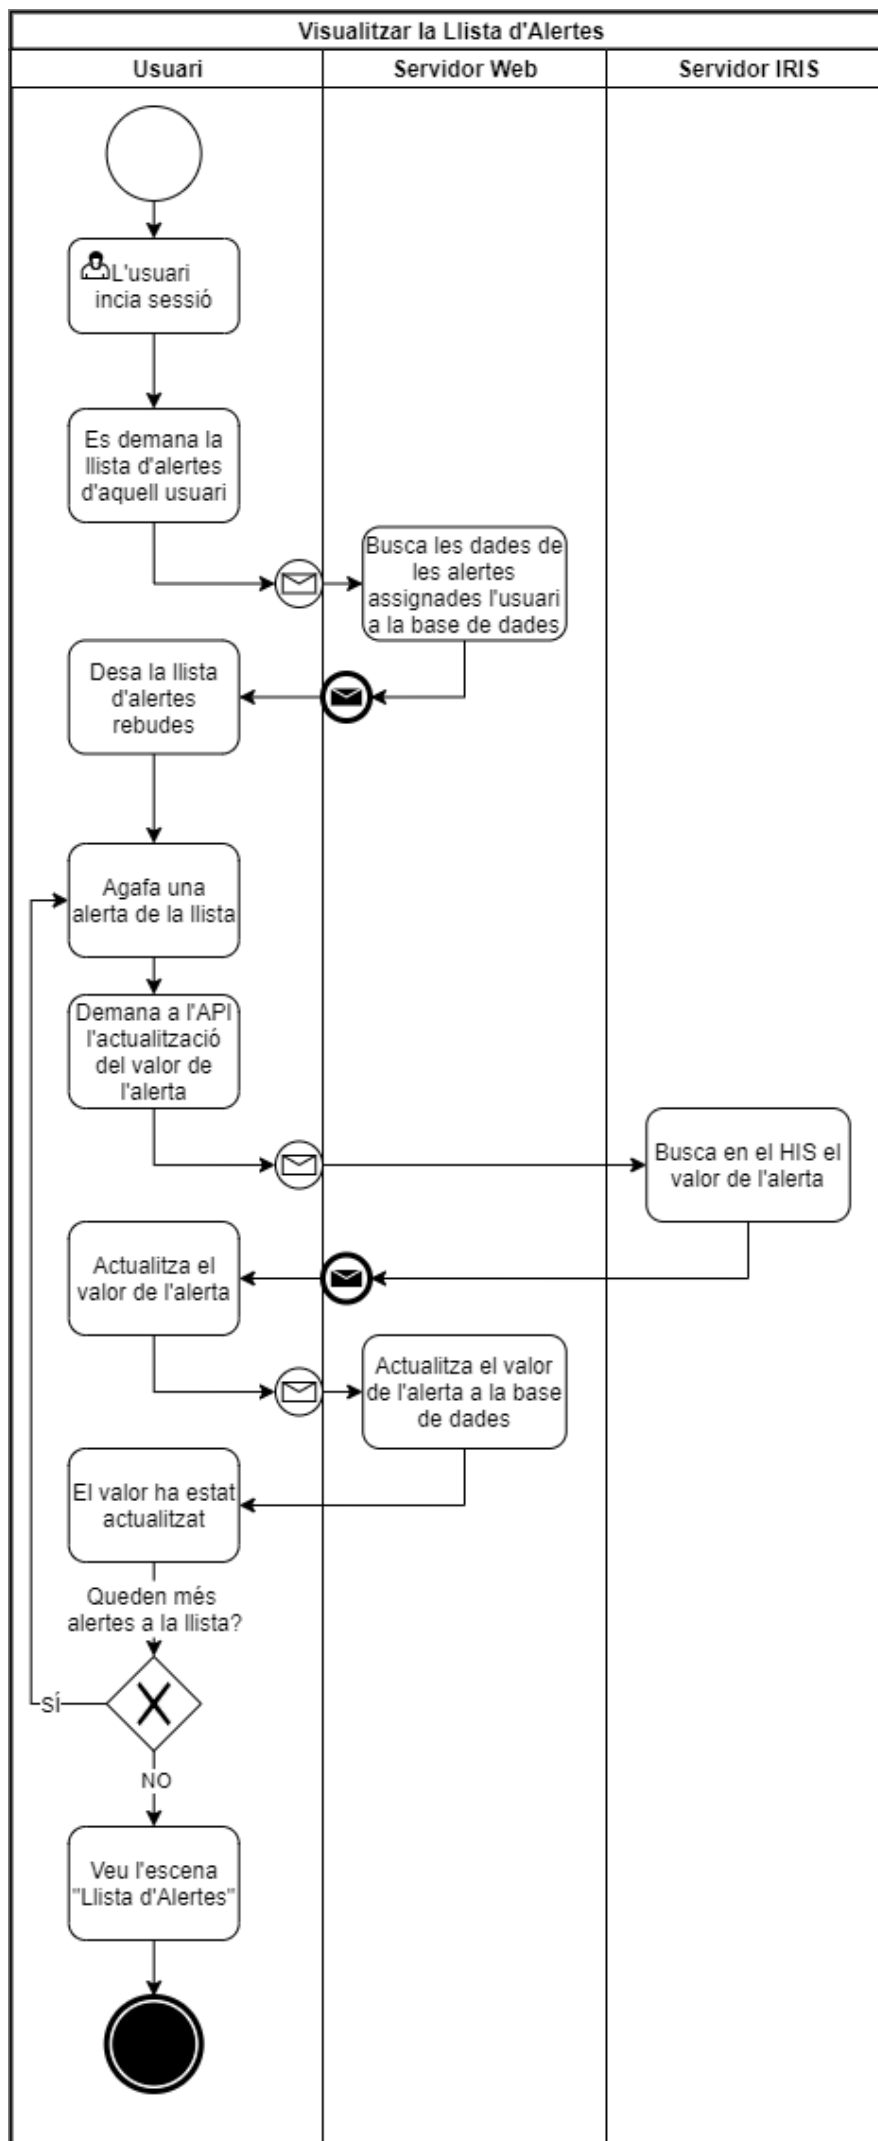 Visualitzar la Llista d'Alertes
Usuari
Servidor Web
Servidor IRIS
L'usuari
incia sessió
Es demana la
llista d'alertes
d'aquell usuari
Busca les dades de
les alertes
assignades l'usuari
a la base de dades
Desa la llista
d'alertes
rebudes
Agafa una
alerta de la llista
Demana a l'API
l'actualització
del valor de
l'alerta
Busca en el HIS el
valor de l'alerta
Actualitza el
valor de l'alerta
Actualitza el valor
de l'alerta a la base
de dades
El valor ha estat
actualitzat
Queden més
alertes a la llista?
SÍ
NO
Veu l'escena
"Llista d'Alertes"